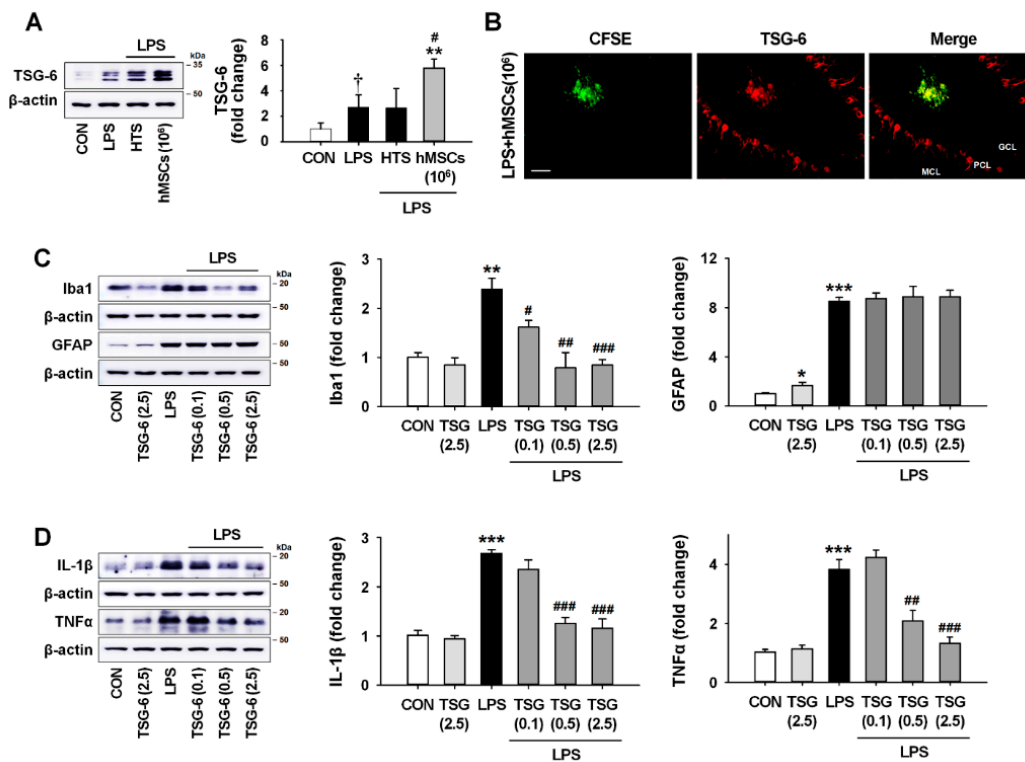 A
LPS
kDa
TSG-6
35
25
β-actin
50
CON
LPS
HTS
hMSCs (10⁶)
TSG-6
(fold change)
8
6
4
2
0
†
#
**
CON LPS HTS hMSCs
(10⁶)
LPS
B
CFSE TSG-6 Merge
LPS+hMSCs(10⁶)
GCL
PCL
MCL
C
LPS
kDa
Iba1
20
β-actin
50
GFAP
50
β-actin
CON
TSG-6 (2.5)
LPS
TSG-6 (0.1)
TSG-6 (0.5)
TSG-6 (2.5)
Iba1 (fold change)
3
2
1
0
**
#
##
###
CON TSG LPS TSG TSG TSG
(2.5) (0.1) (0.5) (2.5)
LPS
GFAP (fold change)
12
8
4
0
*
***
CON TSG LPS TSG TSG TSG
(2.5) (0.1) (0.5) (2.5)
LPS
D
LPS
kDa
IL-1β
20
β-actin
50
TNFα
20
β-actin
50
CON
TSG-6 (2.5)
LPS
TSG-6 (0.1)
TSG-6 (0.5)
TSG-6 (2.5)
IL-1β (fold change)
3
2
1
0
***
###
###
CON TSG LPS TSG TSG TSG
(2.5) (0.1) (0.5) (2.5)
LPS
TNFα (fold change)
4
2
0
***
##
###
CON TSG LPS TSG TSG TSG
(2.5) (0.1) (0.5) (2.5)
LPS